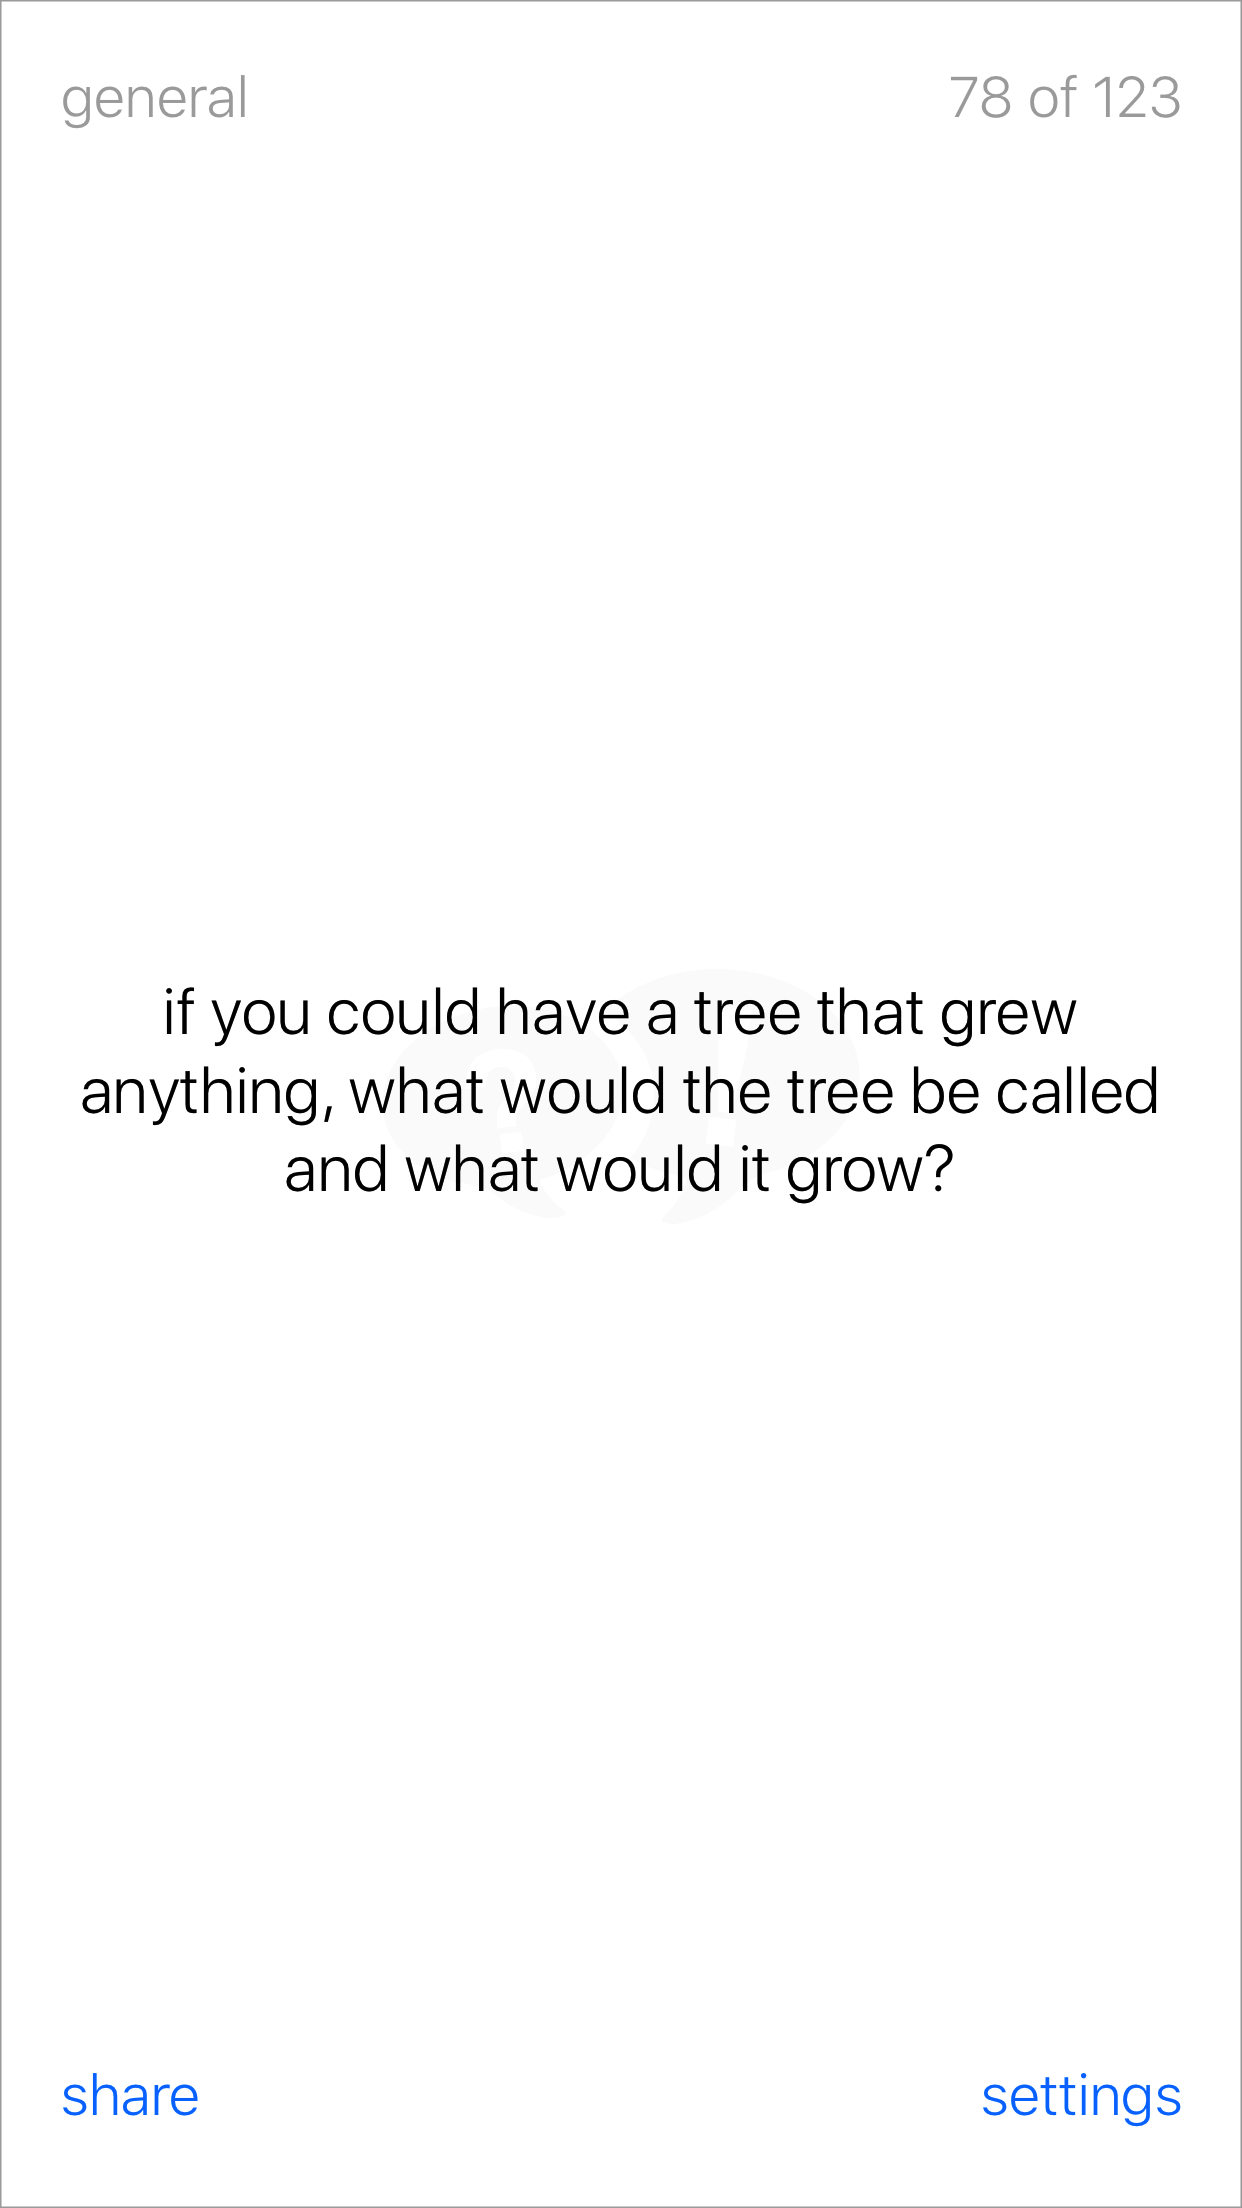 general
78 of 123
if you could have a tree that grew
anything, what would the tree be called
and what would it grow?
share
settings